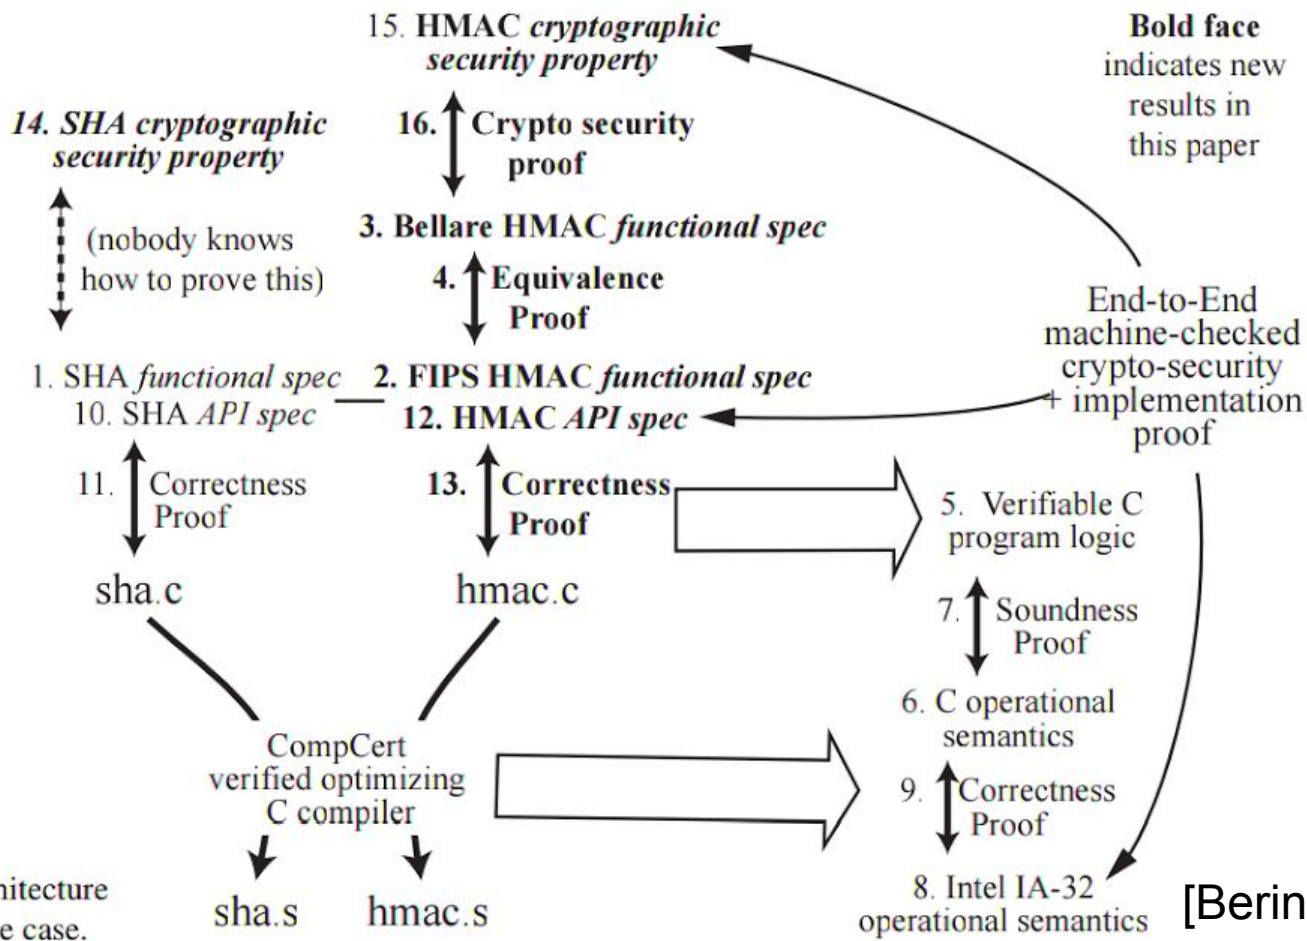 15. HMAC cryptographic
security property
Bold face
indicates new
results in
this paper
14. SHA cryptographic
security property
16. Crypto security
proof
(nobody knows
how to prove this)
3. Bellare HMAC functional spec
4. Equivalence
Proof
End-to-End
machine-checked
crypto-security
+ implementation
proof
1. SHA functional spec
10. SHA API spec
2. FIPS HMAC functional spec
12. HMAC API spec
11. Correctness
Proof
13. Correctness
Proof
5. Verifiable C
program logic
sha.c
hmac.c
7. Soundness
Proof
6. C operational
semantics
CompCert
verified optimizing
C compiler
9. Correctness
Proof
sha.s
hmac.s
8. Intel IA-32
operational semantics
[Berin
case.